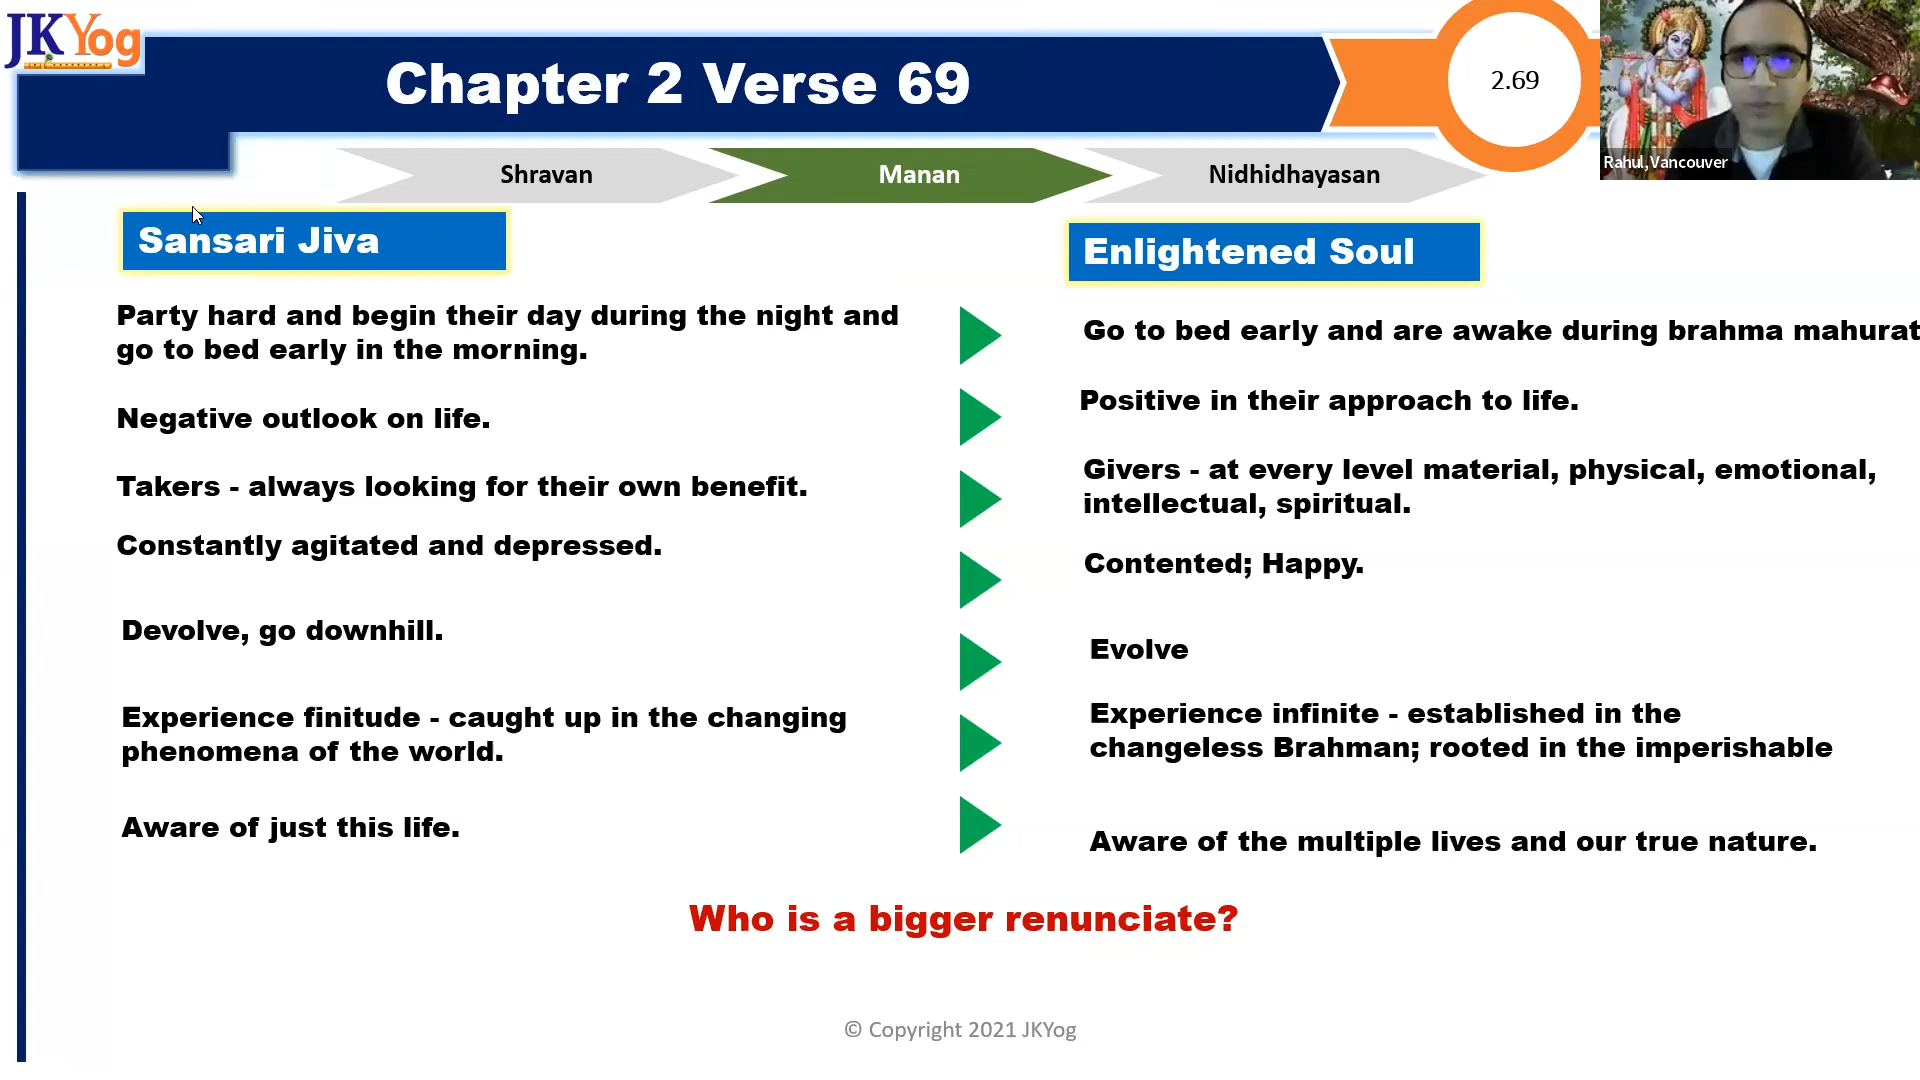 JKYog
Chapter 2 Verse 69
2.69
Rahul,Vancouver
Shravan
Manan
Nidhidhayasan
Sansari Jiva
Enlightened Soul
Party hard and begin their day during the night and
go to bed early in the morning.
Go to bed early and are awake during brahma mahurat
Negative outlook on life.
Positive in their approach to life.
Takers - always looking for their own benefit.
Givers - at every level material, physical, emotional,
intellectual, spiritual.
Constantly agitated and depressed.
Contented; Happy.
Devolve, go downhill.
Evolve
Experience finitude - caught up in the changing
phenomena of the world.
Experience infinite - established in the
changeless Brahman; rooted in the imperishable
Aware of just this life.
Aware of the multiple lives and our true nature.
Who is a bigger renunciate?
© Copyright 2021 JKYog